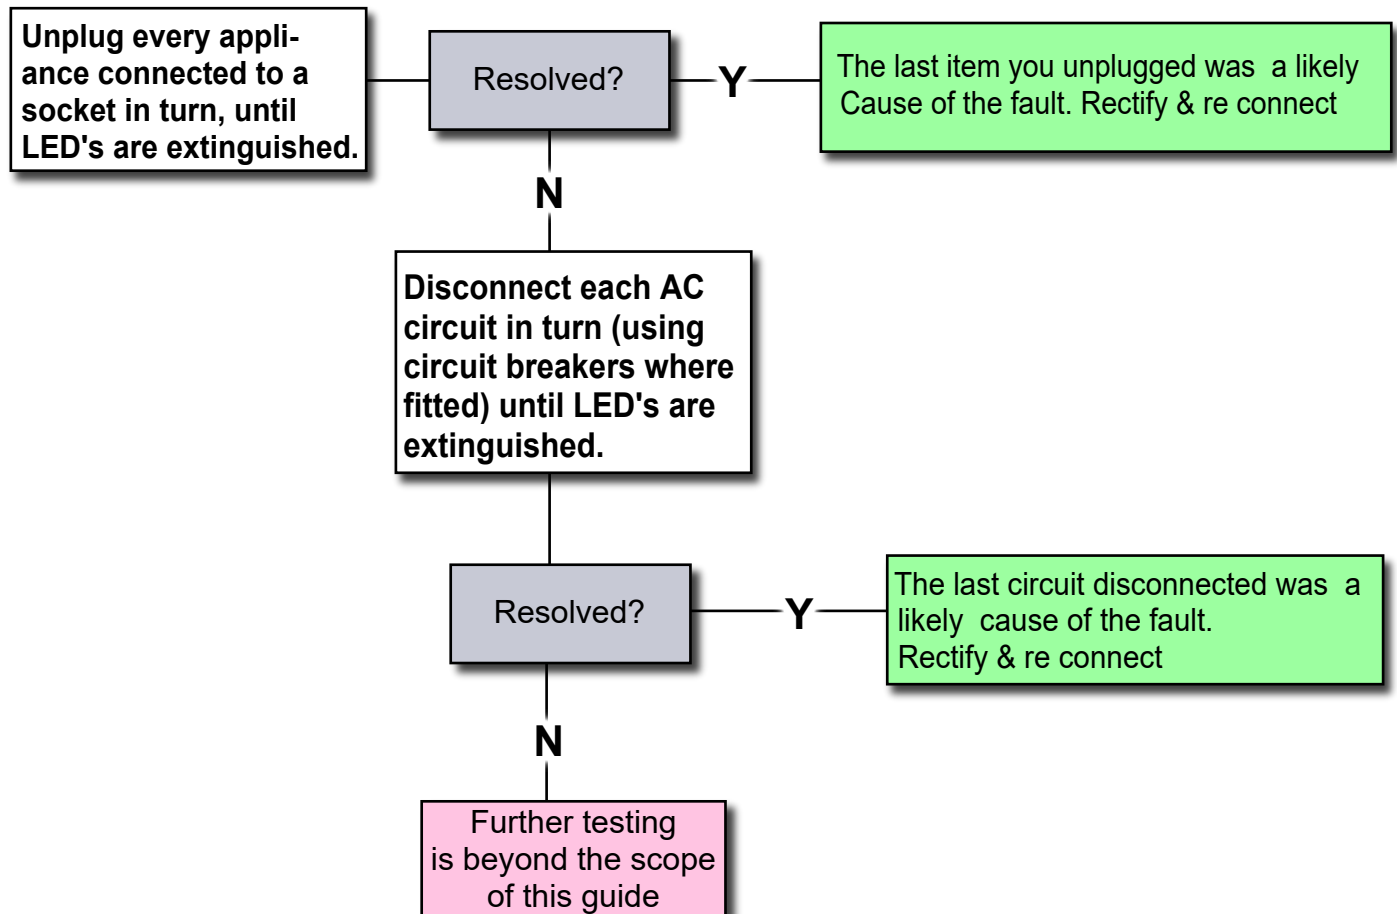 Unplug every appli-
ance connected to a
socket in turn, until
LED's are extinguished.
Resolved?
Y
The last item you unplugged was a likely
Cause of the fault. Rectify & re connect
N
Disconnect each AC
circuit in turn (using
circuit breakers where
fitted) until LED's are
extinguished.
Resolved?
Y
The last circuit disconnected was a
likely cause of the fault.
Rectify & re connect
N
Further testing
is beyond the scope
of this guide